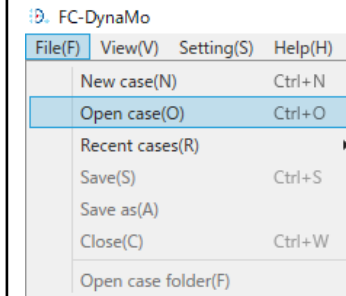 FC-DynaMo
File(F) View(V) Setting(S) Help(H)
New case(N) Ctrl+N
Open case(O) Ctrl+O
Recent cases(R)
Save(S) Ctrl+S
Save as(A)
Close(C) Ctrl+W
Open case folder(F)